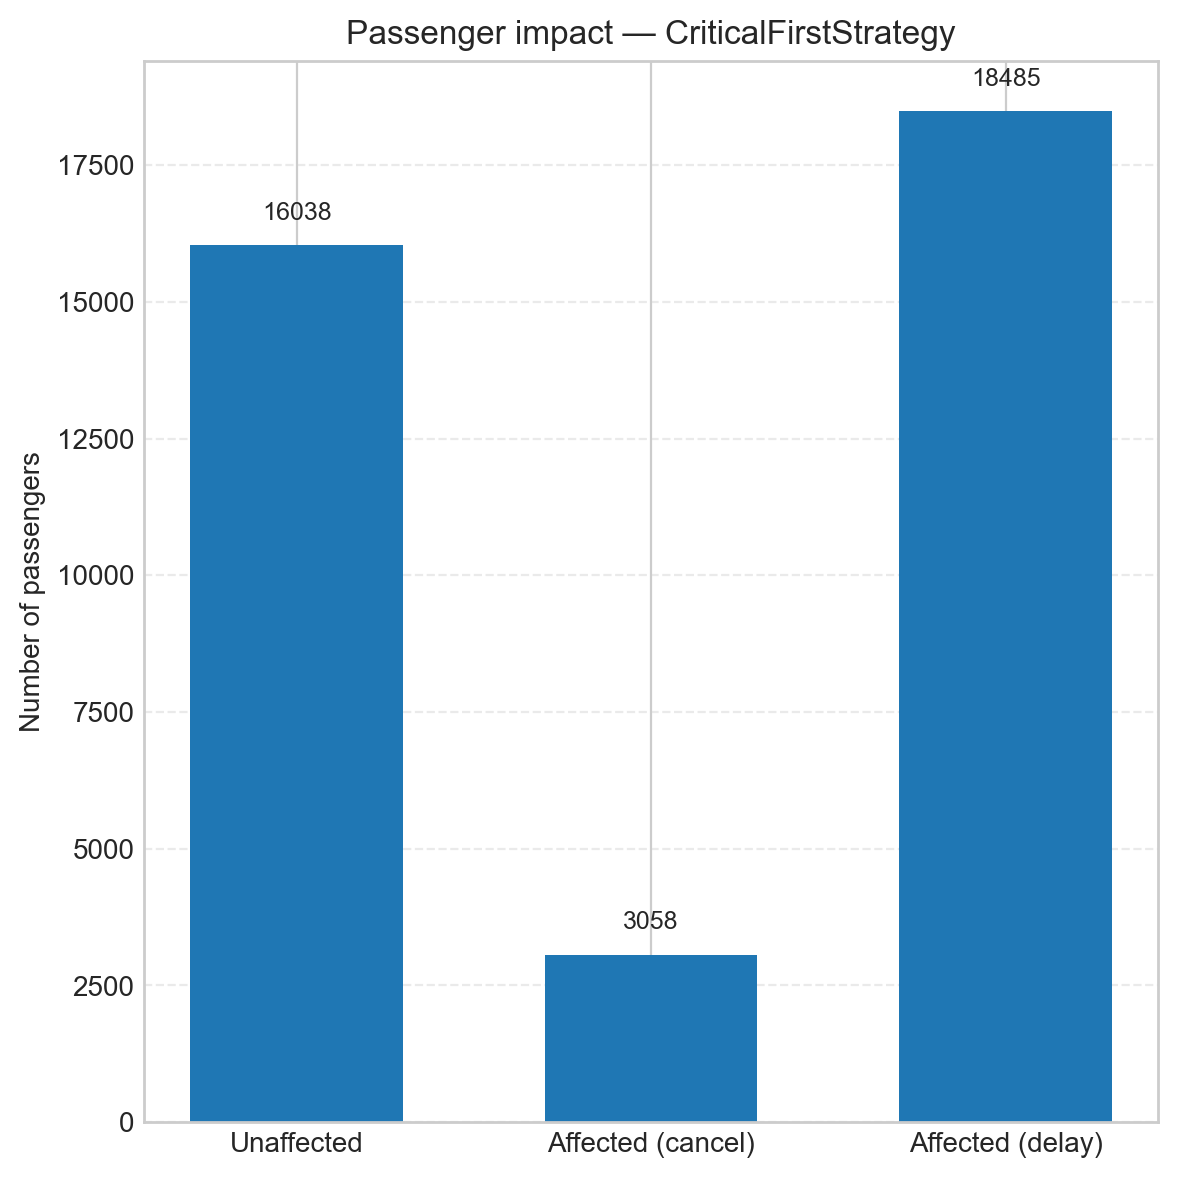 Passenger impact — CriticalFirstStrategy
18485
17500
16038
15000
12500
10000
7500
5000
3058
2500
0
Number of passengers
Unaffected
Affected (cancel)
Affected (delay)